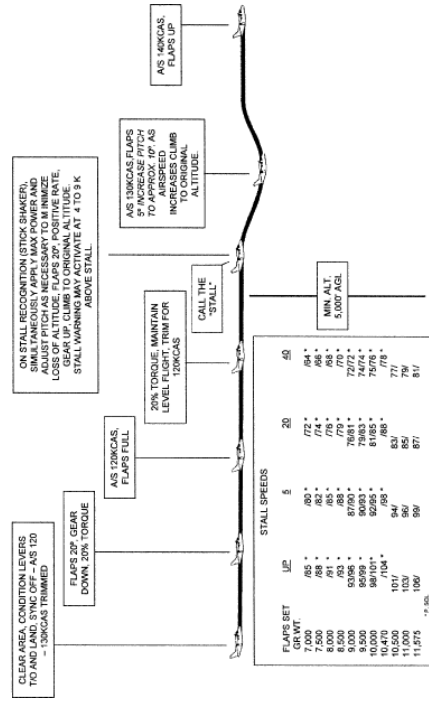 CLEAR AREA, CONDITION LEVERS
T/O AND LAND, SYNC OFF – A/S 120
– 130KCAS TRIMMED
FLAPS 20º, GEAR
DOWN, 20% TORQUE
A/S 120KCAS,
FLAPS FULL
20% TORQUE, MAINTAIN
LEVEL FLIGHT, TRIM FOR
120KCAS
CALL THE
"STALL"
ON STALL RECOGNITION (STICK SHAKER),
SIMULTANEOUSLY APPLY MAX POWER AND
ADJUST PITCH AS NECESSARY TO M INIMIZE
LOSS OF ALTITUDE, FLAPS 20º, POSITIVE RATE,
GEAR UP, CLIMB TO ORIGINAL ALTITUDE.
STALL WARNING MAY ACTIVATE AT 4 TO 9 K
ABOVE STALL.
A/S 130KCAS,FLAPS
5º INCREASE PITCH
TO APPROX. 10º, AS
AIRSPEED
INCREASES CLIMB
TO ORIGINAL
ALTITUDE.
A/S 140KCAS,
FLAPS UP
MIN. ALT.
5,000' AGL
STALL SPEEDS
FLAPS SET UP 5 20 40
GR.WT.
7,000 /85 * /80 * /72 * /64 *
7,500 /88 * /82 * /74 * /66 *
8,000 /91 * /85 * /76 * /68 *
8,500 /93 * /88 * /79 * /70 *
9,000 93/96 87/90 * 76/81 * 72/72 *
9,500 95/99 * 90/93 * 79/83 * 74/74 *
10,000 98/101* 92/95 * 81/85 * 75/76 *
10,470 /104 * /98 * /88 * /78 *
10,500 101/ 94/ 83/ 77/
11,000 103/ 96/ 85/ 79/
11,575 106/ 99/ 87/ 81/